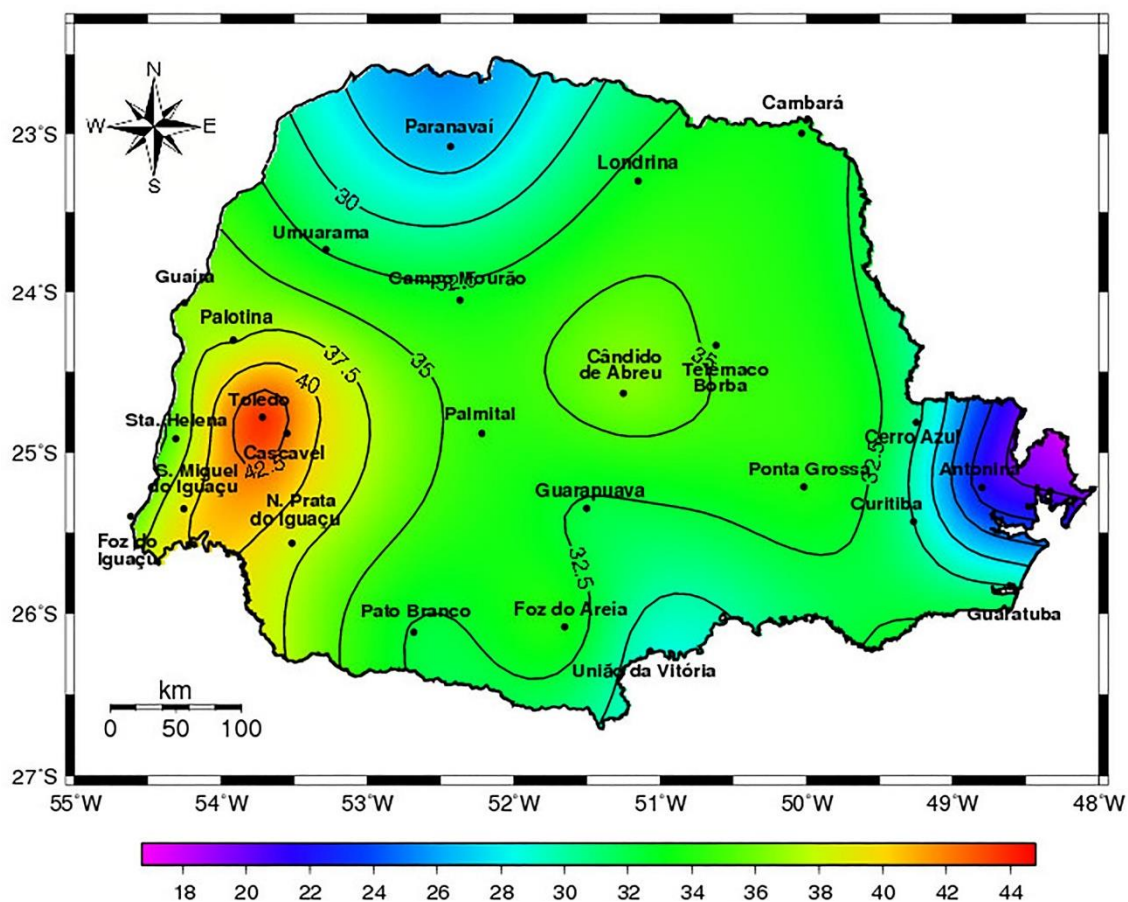 N
W E
S
23°S
24°S
25°S
26°S
27°S
Cambará
Paranavaí
Londrina
30
Umuarama
Campo Mourão
32.5
Guaíra
Palotina
37.5
35
40
Cândido
de Abreu
35
Telêmaco
Borba
Toledo
Sta. Helena
Palmital
Cascavel
42.5
S. Miguel
do Iguaçu
Cerro Azul
Ponta Grossa
32.5
Antonina
N. Prata
do Iguaçu
Guarapuava
Curitiba
Foz do
Iguaçu
32.5
Pato Branco
Foz do Areia
Guaratuba
União da Vitória
km
0 50 100
55°W 54°W 53°W 52°W 51°W 50°W 49°W 48°W
18 20 22 24 26 28 30 32 34 36 38 40 42 44